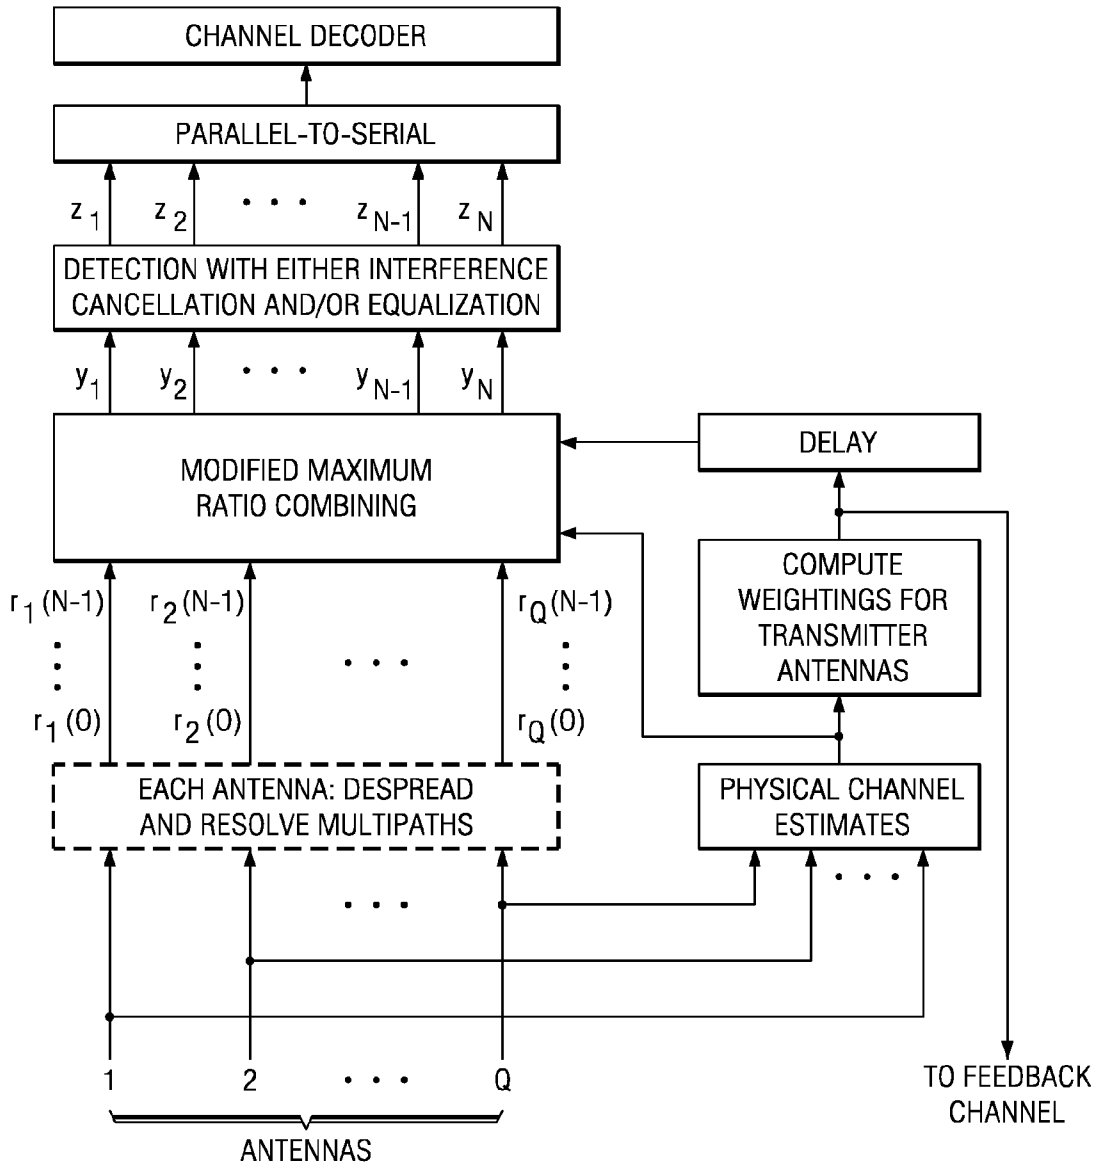 CHANNEL DECODER
PARALLEL-TO-SERIAL
z1 z2 • • • zN-1 zN
DETECTION WITH EITHER INTERFERENCE
CANCELLATION AND/OR EQUALIZATION
y1 y2 • • • yN-1 yN
MODIFIED MAXIMUM
RATIO COMBINING
DELAY
COMPUTE
WEIGHTINGS FOR
TRANSMITTER
ANTENNAS
r1(N-1) r2(N-1) rQ(N-1)
• • •
r1(0) r2(0) rQ(0)
EACH ANTENNA: DESPREAD
AND RESOLVE MULTIPATHS
PHYSICAL CHANNEL
ESTIMATES
• • •
1 2 • • • Q
ANTENNAS
TO FEEDBACK
CHANNEL